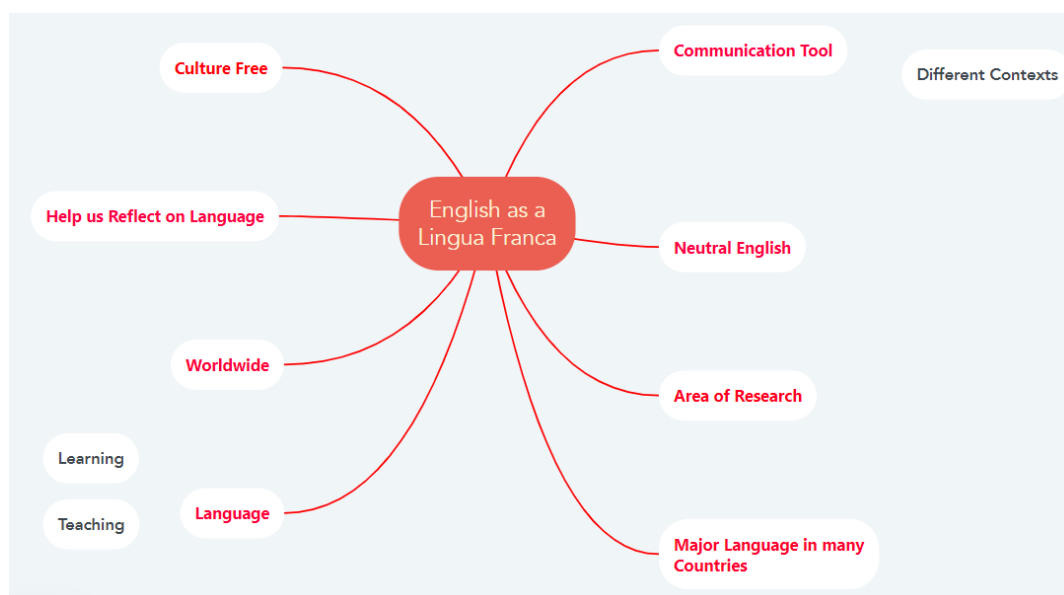 Culture Free
Communication Tool
Different Contexts
English as a
Lingua Franca
Help us Reflect on Language
Neutral English
Worldwide
Area of Research
Learning
Teaching
Language
Major Language in many
Countries